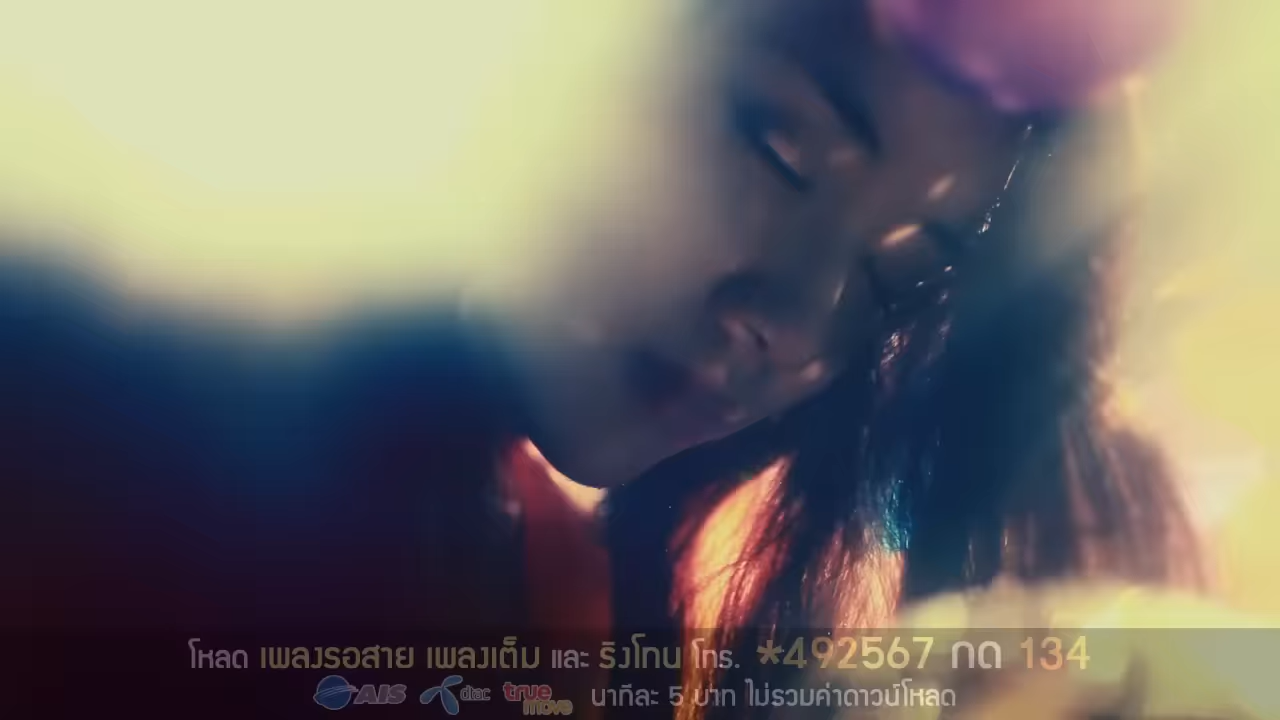 โหลด เพลงรอสาย เพลงเต็ม และ ริงโทน โทร. *492567 กด 134
AIS dtac true move นาทีละ 5 บาท ไม่รวมค่าดาวน์โหลด